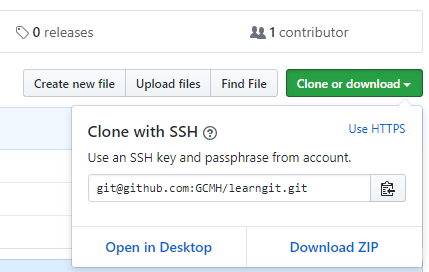 0 releases
1 contributor
Create new file Upload files Find File Clone or download
Clone with SSH ?
Use HTTPS
Use an SSH key and passphrase from account.
git@github.com:GCMH/learngit.git
Open in Desktop Download ZIP